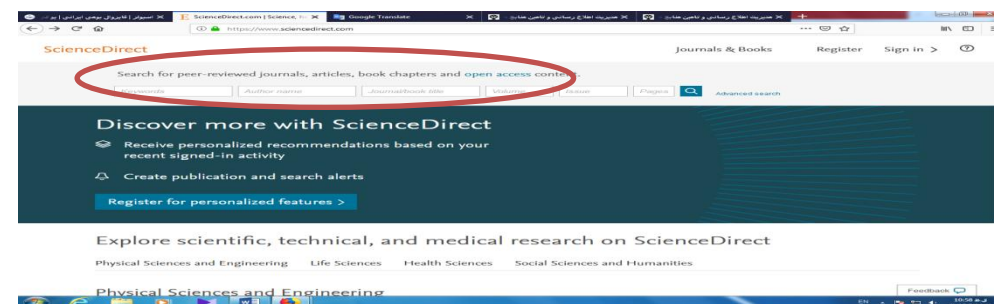 ScienceDirect.com | Science, h
Google Translate
https://www.sciencedirect.com
ScienceDirect
Journals & Books
Register
Sign in >
Search for peer-reviewed journals, articles, book chapters and open access content.
Keywords
Author name
Journal/book title
Volume
Issue
Pages
Advanced search
Discover more with ScienceDirect
Receive personalized recommendations based on your
recent signed-in activity
Create publication and search alerts
Register for personalized features >
Explore scientific, technical, and medical research on ScienceDirect
Physical Sciences and Engineering Life Sciences Health Sciences Social Sciences and Humanities
Physical Sciences and Engineering
Feedback
EN